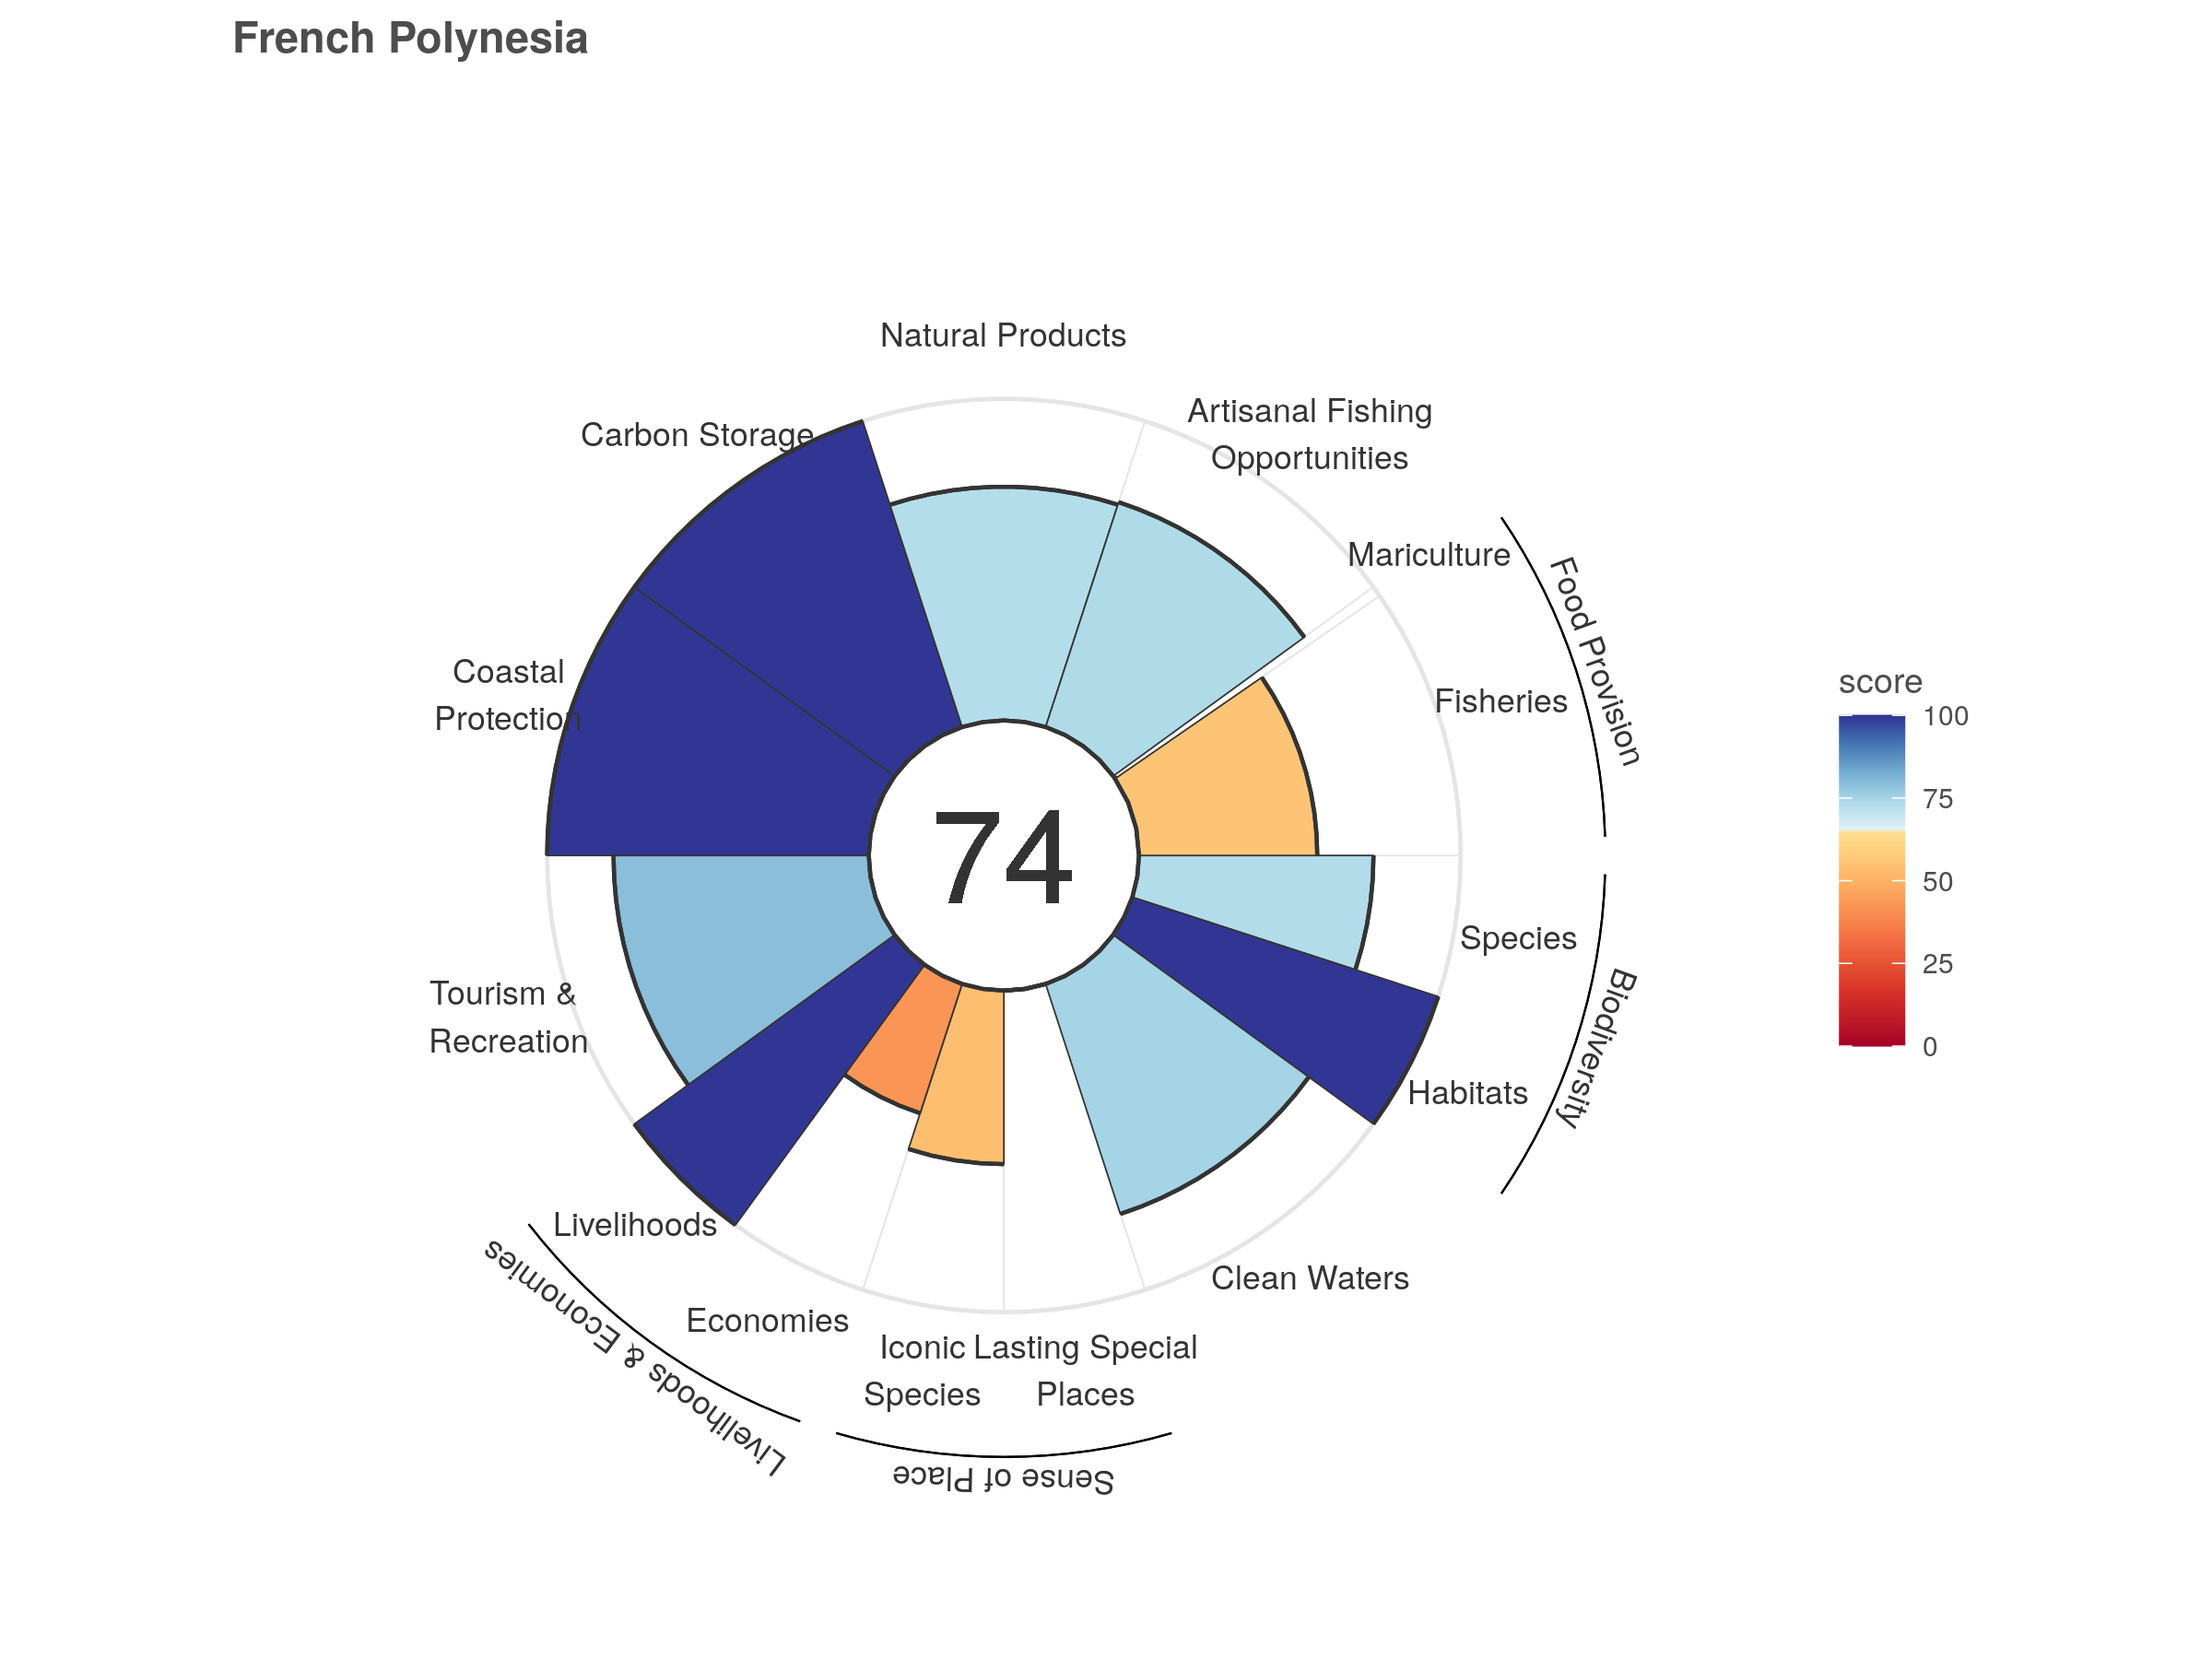 French Polynesia
Natural Products
Artisanal Fishing
Opportunities
Carbon Storage
Mariculture
Food Provision
Fisheries
Coastal
Protection
74
score
100
75
50
25
0
Species
Biodiversity
Habitats
Tourism &
Recreation
Livelihoods
Clean Waters
Economies
Livelihoods & Economies
Iconic
Species
Lasting Special
Places
Sense of Place